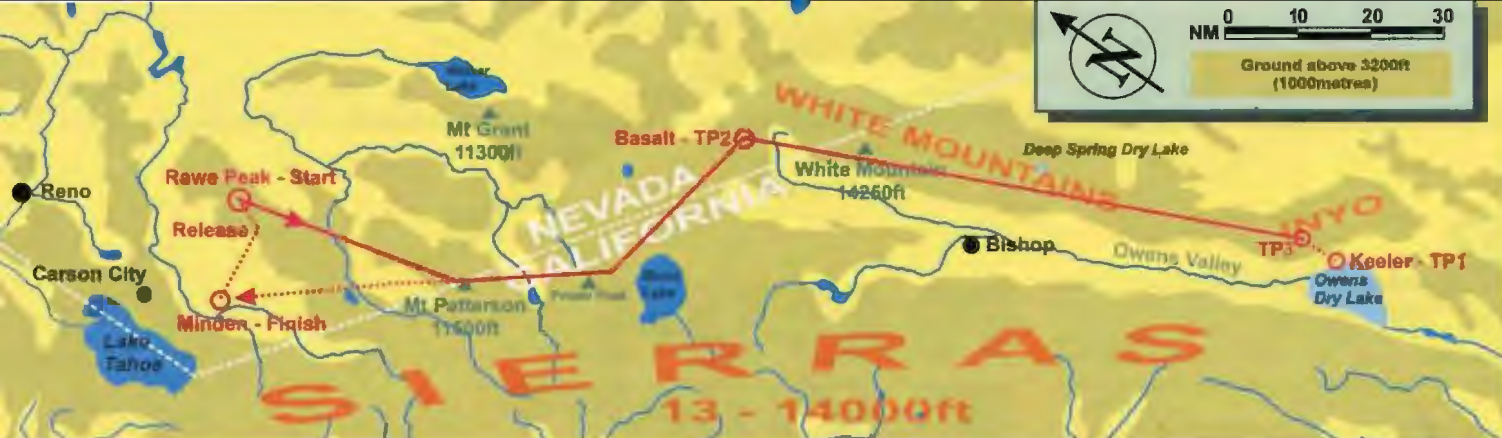 N
0 10 20 30
NM
Ground above 3200ft
(1000metres)
WHITE MOUNTAINS
Mt Grant
11300ft
Basalt - TP2
Deep Spring Dry Lake
White Mountain
14250ft
Rawe Peak - Start
Reno
Release
NEVADA
CALIFORNIA
INYO
TP3
Keeler - TP1
Bishop
Owens Valley
Owens
Dry Lake
Carson City
Minden - Finish
Mt Patterson
11500ft
Lake
Tahoe
SIERRAS
13 - 14000ft